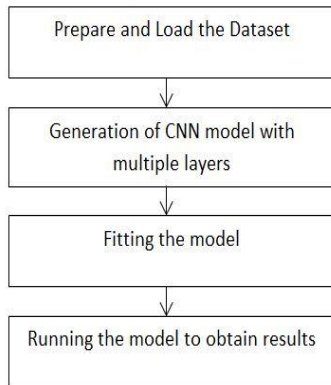 Prepare and Load the Dataset
Generation of CNN model with
multiple layers
Fitting the model
Running the model to obtain results